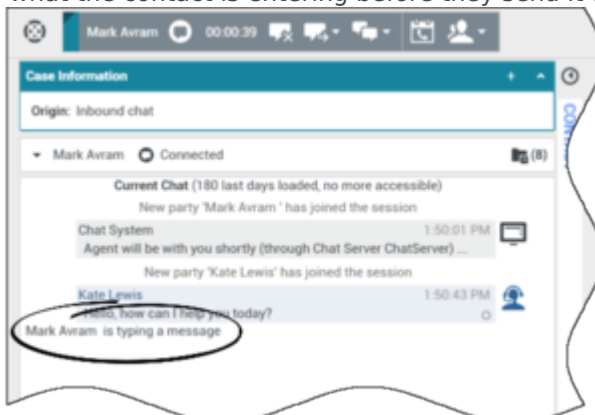 what the contact is entering before they send it
Mark Avram 00:00:39
Case Information
Origin: Inbound chat
Mark Avram Connected (8)
Current Chat (180 last days loaded, no more accessible)
New party 'Mark Avram ' has joined the session
Chat System 1:50:01 PM
Agent will be with you shortly (through Chat Server ChatServer) ...
New party 'Kate Lewis' has joined the session
Kate Lewis 1:50:43 PM
Hello, how can I help you today?
Mark Avram is typing a message